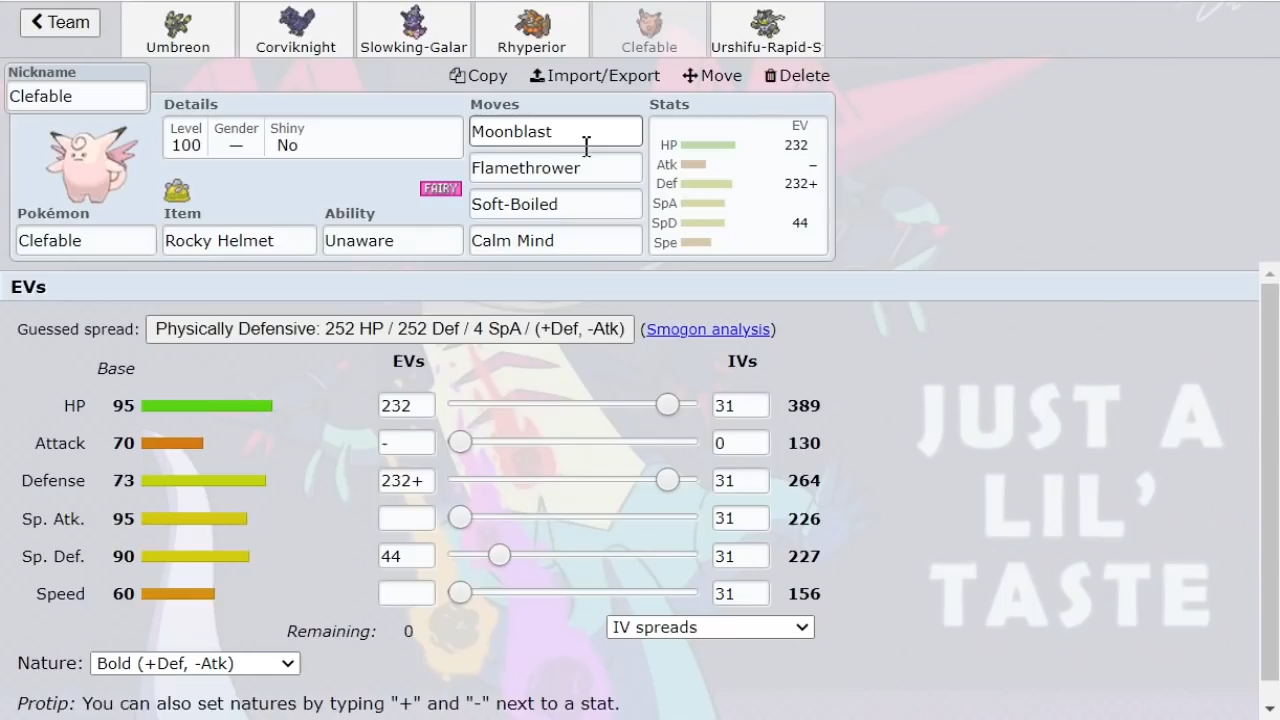 Team
Umbreon
Corviknight
Slowking-Galar
Rhyperior
Clefable
Urshifu-Rapid-S
Nickname
Clefable
Copy
Import/Export
Move
Delete
Details
Level
100
Gender
—
Shiny
No
FAIRY
Pokémon
Clefable
Item
Rocky Helmet
Ability
Unaware
Moves
Moonblast
Flamethrower
Soft-Boiled
Calm Mind
Stats
EV
HP 232
Atk –
Def 232+
SpA
SpD 44
Spe
EVs
Guessed spread: Physically Defensive: 252 HP / 252 Def / 4 SpA / (+Def, -Atk) (Smogon analysis)
Base EVs IVs
HP 95 232 31 389
Attack 70 - 0 130
Defense 73 232+ 31 264
Sp. Atk. 95 31 226
Sp. Def. 90 44 31 227
Speed 60 31 156
Remaining: 0 IV spreads
Nature: Bold (+Def, -Atk)
Protip: You can also set natures by typing "+" and "-" next to a stat.
JUST A
LIL'
TASTE